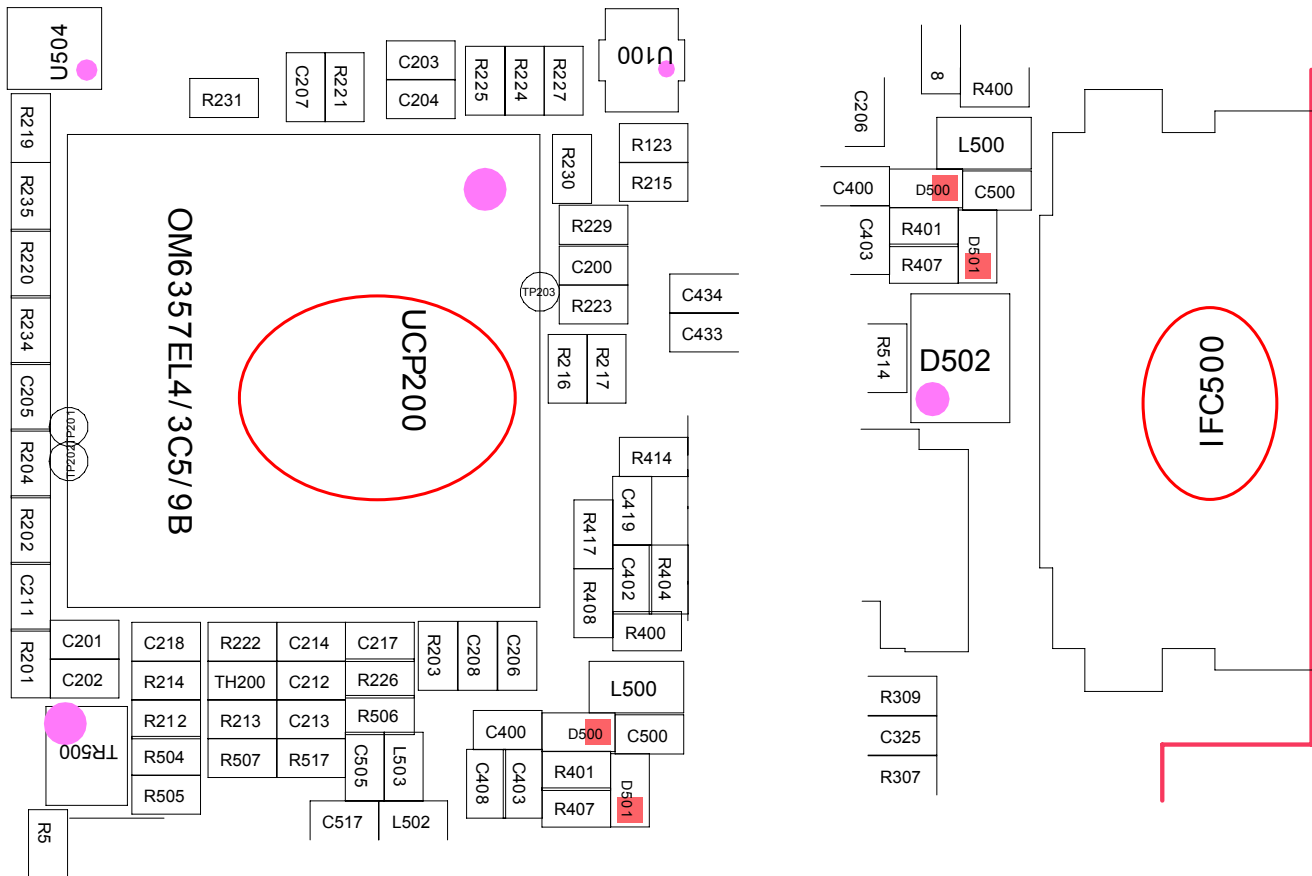 U504
R231
C207
R221
C203
C204
R225
R224
R227
U100
R219
R235
R220
R234
C205
R204
R202
C211
R201
OM6357EL4/3C5/9B
UCP200
TP203
TP201
TP202
R230
R123
R215
R229
C200
R223
R216
R217
C434
C433
R414
C419
R417
R408
C402
R404
R400
C201
C202
C218
R214
R212
R504
R505
R222
TH200
R213
R507
C214
C212
C213
R517
C217
R226
R506
C505
L503
R203
C208
C206
L500
C400
D500
C500
C408
C403
R401
R407
D501
TR500
C517
L502
R5
8
R400
C206
L500
C400
D500
C500
C403
R401
R407
D501
R514
D502
IFC500
R309
C325
R307